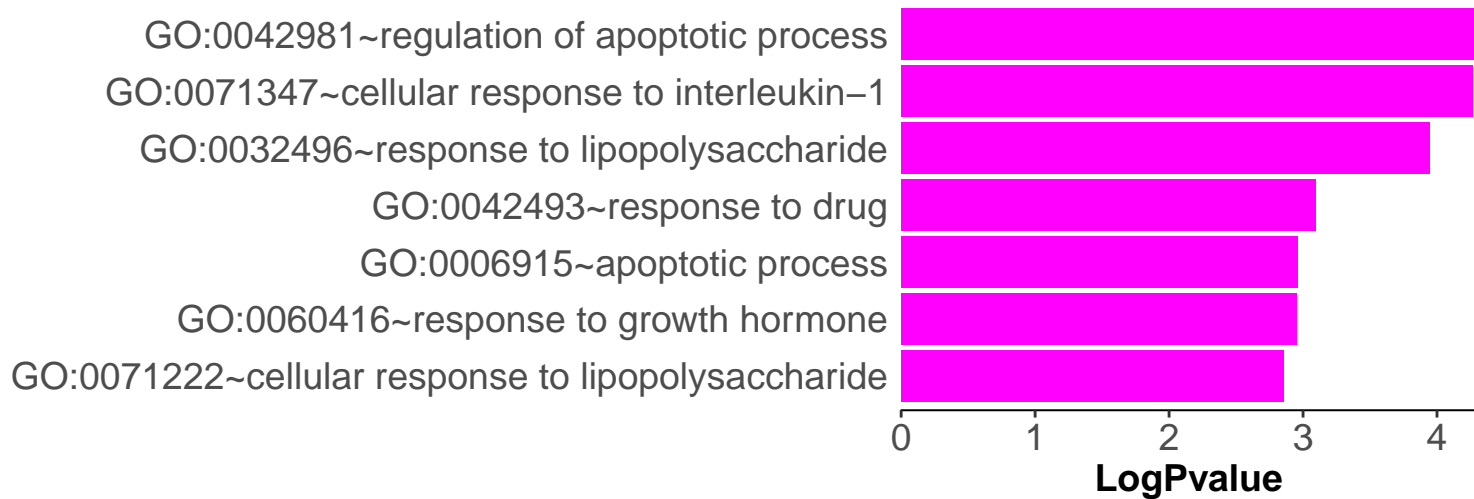 GO:0042981~regulation of apoptotic process
GO:0071347~cellular response to interleukin−1
GO:0032496~response to lipopolysaccharide
GO:0042493~response to drug
GO:0006915~apoptotic process
GO:0060416~response to growth hormone
GO:0071222~cellular response to lipopolysaccharide
0 1 2 3 4
LogPvalue